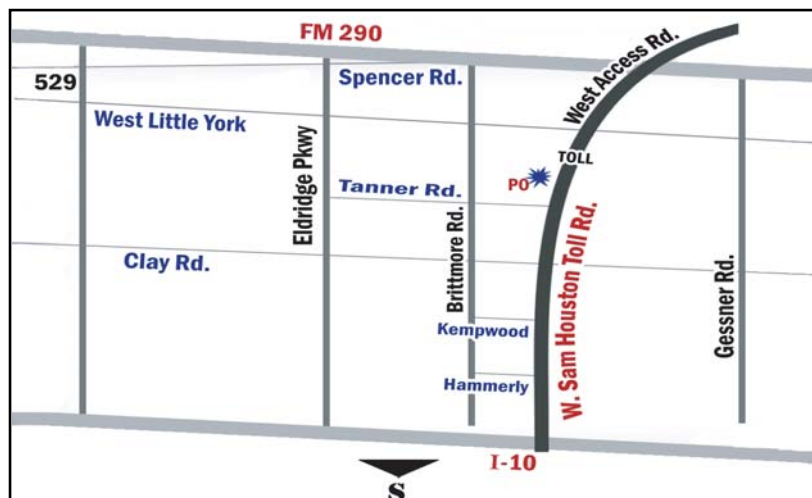 FM 290
West Access Rd.
529
Spencer Rd.
West Little York
Eldridge Pkwy
TOLL
PO
Tanner Rd.
Brittmore Rd.
W. Sam Houston Toll Rd.
Gessner Rd.
Clay Rd.
Kempwood
Hammerly
I-10
S